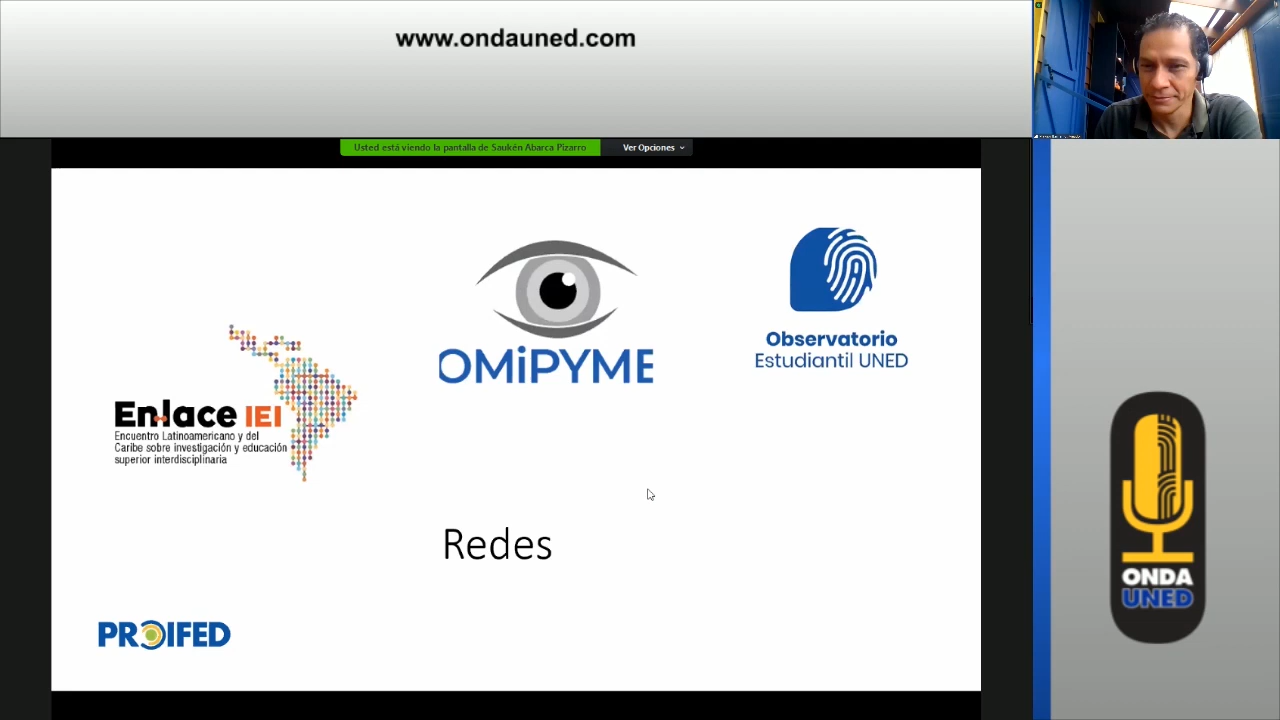 www.ondauned.com
Usted está viendo la pantalla de Saukén Abarca Pizarro
Ver Opciones
OMiPYME
Observatorio
Estudiantil UNED
Enlace IEI
Encuentro Latinoamericano y del
Caribe sobre investigación y educación
superior interdisciplinaria
Redes
PROIFED
ONDA
UNED